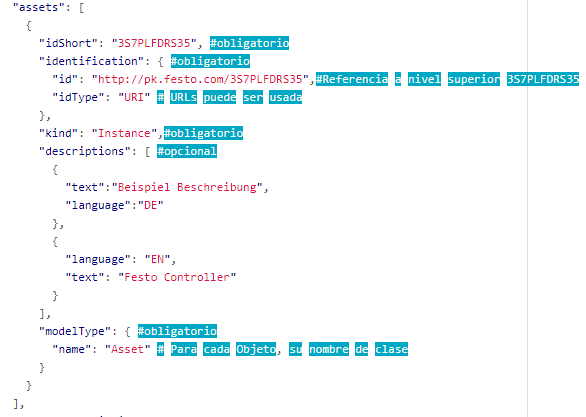 "assets": [
{
"idShort": "3S7PLFDRS35", #obligatorio
"identification": { #obligatorio
"id": "http://pk.festo.com/3S7PLFDRS35",#Referencia a nivel superior 3S7PLFDRS35
"idType": "URI" # URLs puede ser usada
},
"kind": "Instance",#obligatorio
"descriptions": [ #opcional
{
"text":"Beispiel Beschreibung",
"language":"DE"
},
{
"language": "EN",
"text": "Festo Controller"
}
],
"modelType": { #obligatorio
"name": "Asset" # Para cada Objeto, su nombre de clase
}
}
],